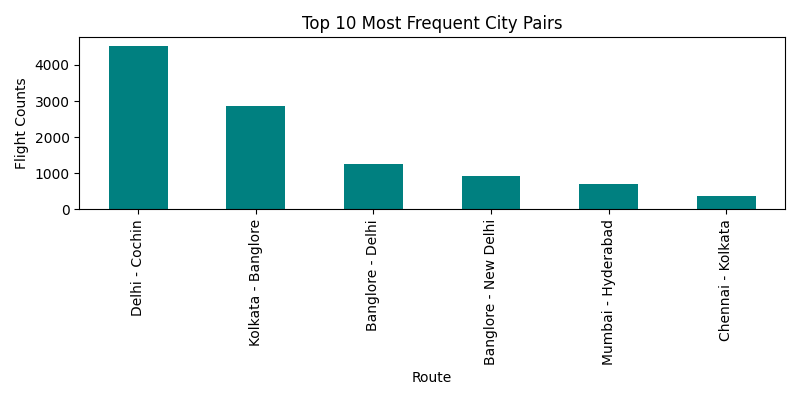 Top 10 Most Frequent City Pairs
Flight Counts
4000
3000
2000
1000
0
Delhi - Cochin
Kolkata - Banglore
Banglore - Delhi
Banglore - New Delhi
Mumbai - Hyderabad
Chennai - Kolkata
Route